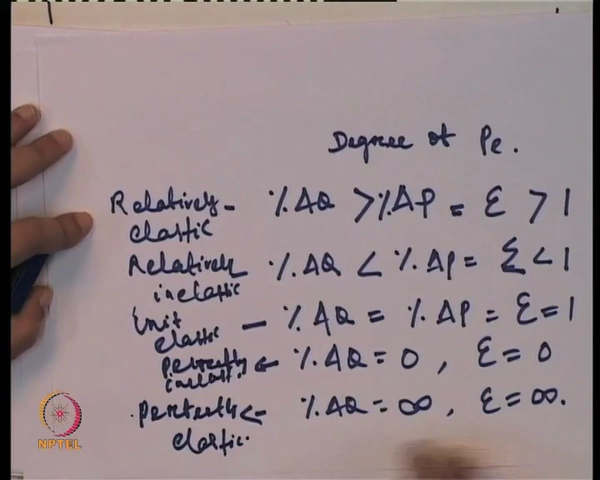 Degree of Pe.
Relatively - %ΔQ > %ΔP = Ɛ > 1
elastic
Relatively - %ΔQ < %ΔP = Ɛ < 1
inelastic
Unit
elastic - %ΔQ = %ΔP = Ɛ = 1
perfectly ← %ΔQ = 0, Ɛ = 0
inelast.
perfectly ← %ΔQ = ∞, Ɛ = ∞.
elastic.
NPTEL